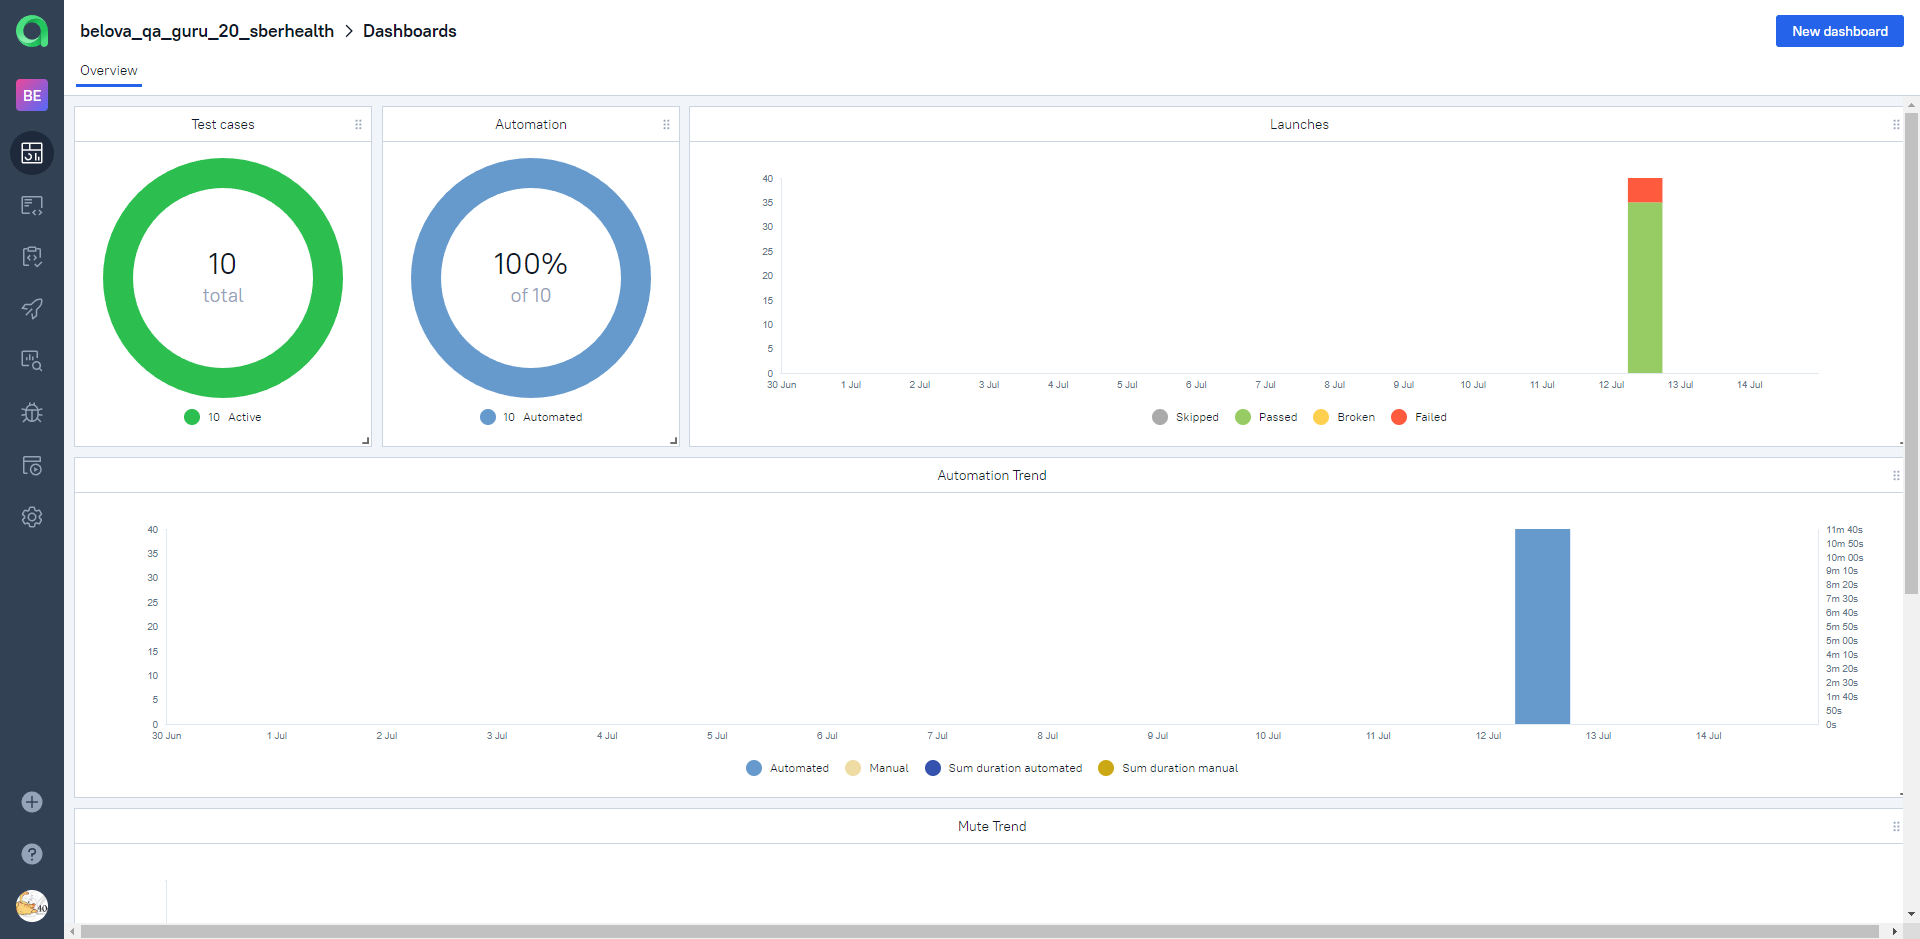 belova_qa_guru_20_sberhealth > Dashboards
New dashboard
Overview
BE
Test cases
10
total
10 Active
Automation
100%
of 10
10 Automated
Launches
40
35
30
25
20
15
10
5
0
30 Jun 1 Jul 2 Jul 3 Jul 4 Jul 5 Jul 6 Jul 7 Jul 8 Jul 9 Jul 10 Jul 11 Jul 12 Jul 13 Jul 14 Jul
Skipped Passed Broken Failed
Automation Trend
40
35
30
25
20
15
10
5
0
11m 40s
10m 50s
10m 00s
9m 10s
8m 20s
7m 30s
6m 40s
5m 50s
5m 00s
4m 10s
3m 20s
2m 30s
1m 40s
50s
0s
30 Jun 1 Jul 2 Jul 3 Jul 4 Jul 5 Jul 6 Jul 7 Jul 8 Jul 9 Jul 10 Jul 11 Jul 12 Jul 13 Jul 14 Jul
Automated Manual Sum duration automated Sum duration manual
Mute Trend